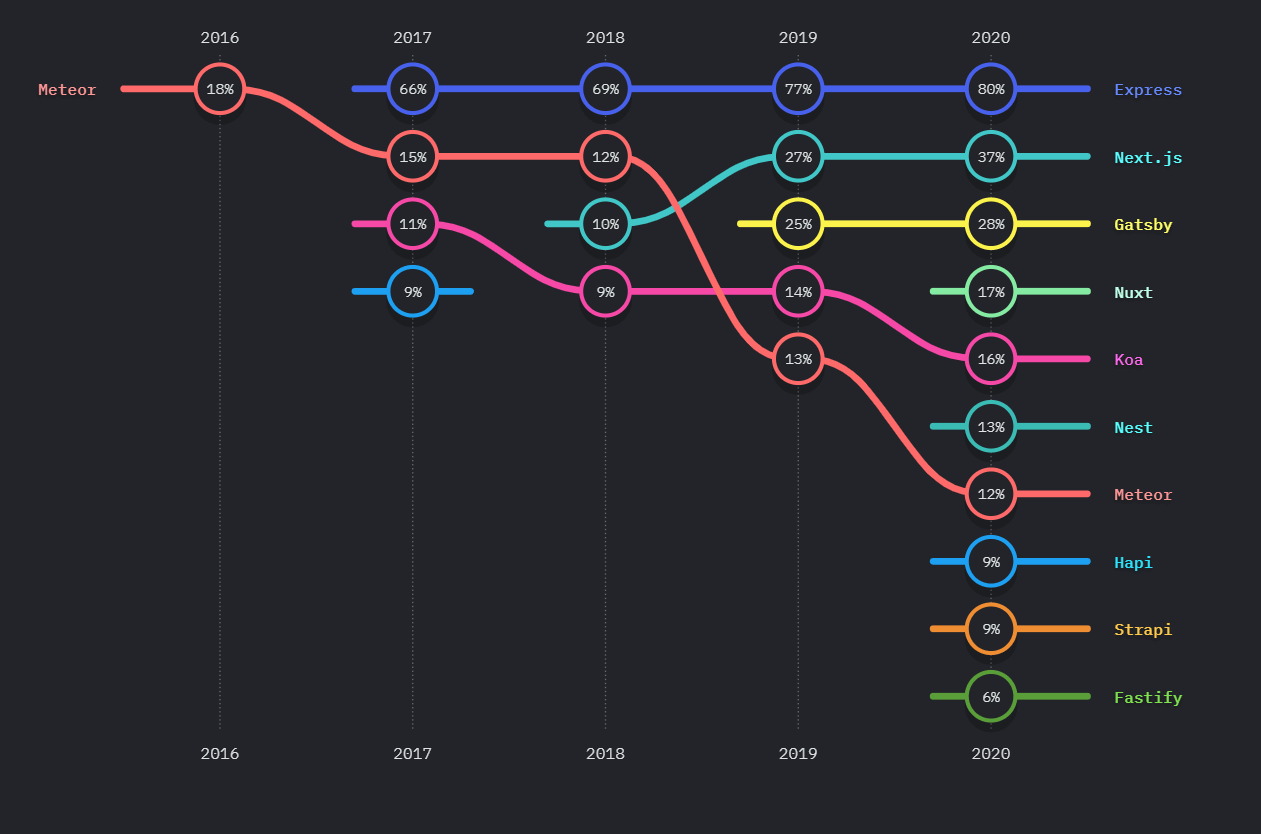 2016 2017 2018 2019 2020
Meteor 18% 66% 69% 77% 80% Express
15% 12% 27% 37% Next.js
11% 10% 25% 28% Gatsby
9% 9% 14% 17% Nuxt
13% 16% Koa
13% Nest
12% Meteor
9% Hapi
9% Strapi
6% Fastify
2016 2017 2018 2019 2020